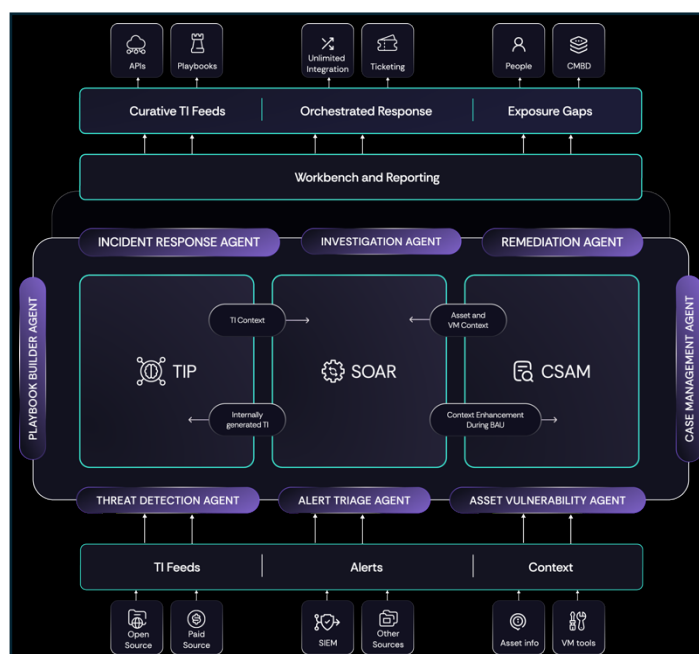 APIs
Playbooks
Unlimited
Integration
Ticketing
People
CMBD
Curative TI Feeds
Orchestrated Response
Exposure Gaps
Workbench and Reporting
INCIDENT RESPONSE AGENT
INVESTIGATION AGENT
REMEDIATION AGENT
PLAYBOOK BUILDER AGENT
CASE MANAGEMENT AGENT
TI Context
Asset and
VM Context
TIP
SOAR
CSAM
Internally
generated TI
Context Enhancement
During BAU
THREAT DETECTION AGENT
ALERT TRIAGE AGENT
ASSET VULNERABILITY AGENT
TI Feeds
Alerts
Context
Open
Source
Paid
Source
SIEM
Other
Sources
Asset info
VM tools